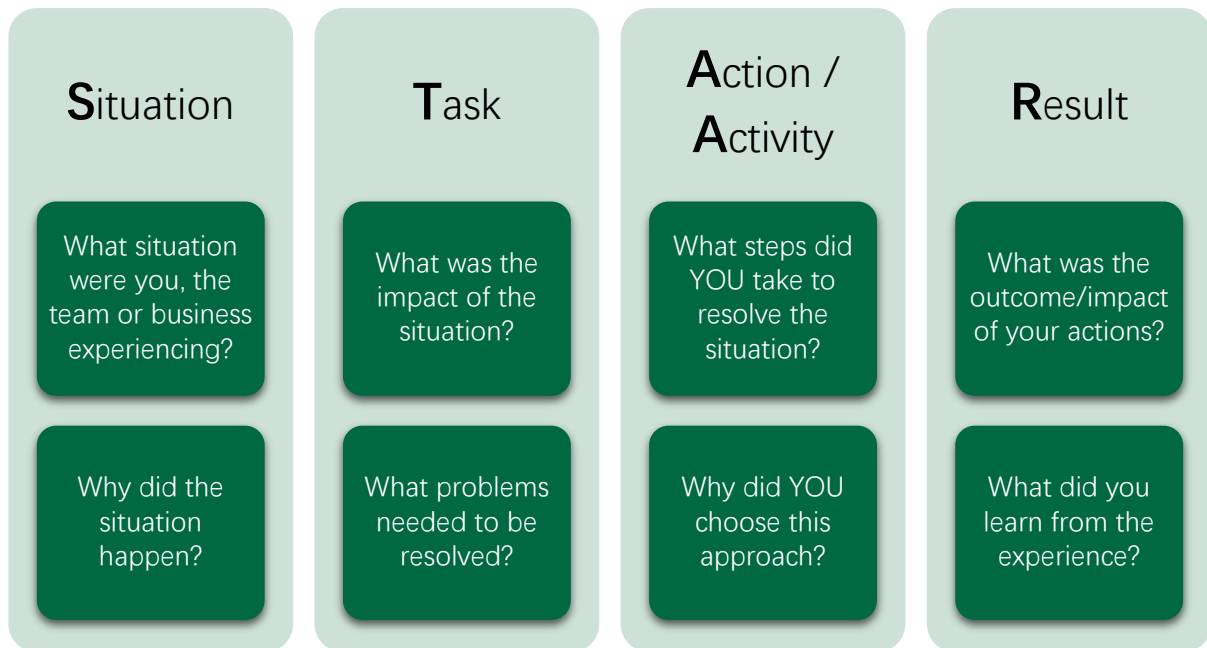 Situation
What situation
were you, the
team or business
experiencing?
Why did the
situation
happen?
Task
What was the
impact of the
situation?
What problems
needed to be
resolved?
Action /
Activity
What steps did
YOU take to
resolve the
situation?
Why did YOU
choose this
approach?
Result
What was the
outcome/impact
of your actions?
What did you
learn from the
experience?